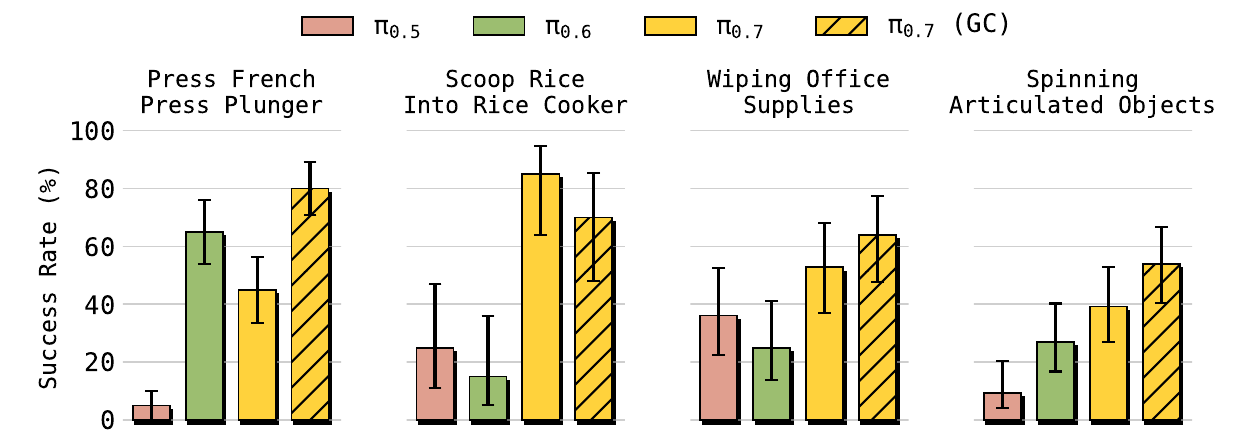 π0.5 π0.6 π0.7 π0.7 (GC)
Press French
Press Plunger
Scoop Rice
Into Rice Cooker
Wiping Office
Supplies
Spinning
Articulated Objects
Success Rate (%)
100
80
60
40
20
0